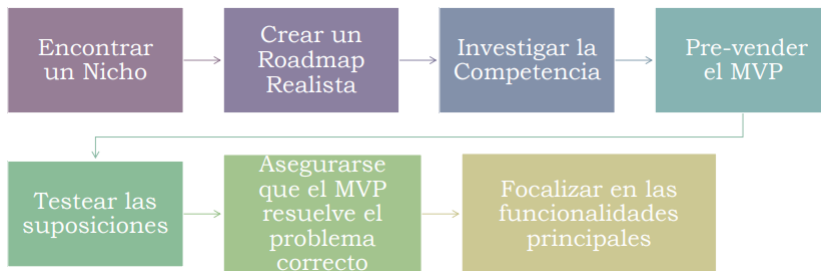 Encontrar
un Nicho
Crear un
Roadmap
Realista
Investigar la
Competencia
Pre-vender
el MVP
Testear las
suposiciones
Asegurarse
que el MVP
resuelve el
problema
correcto
Focalizar en las
funcionalidades
principales